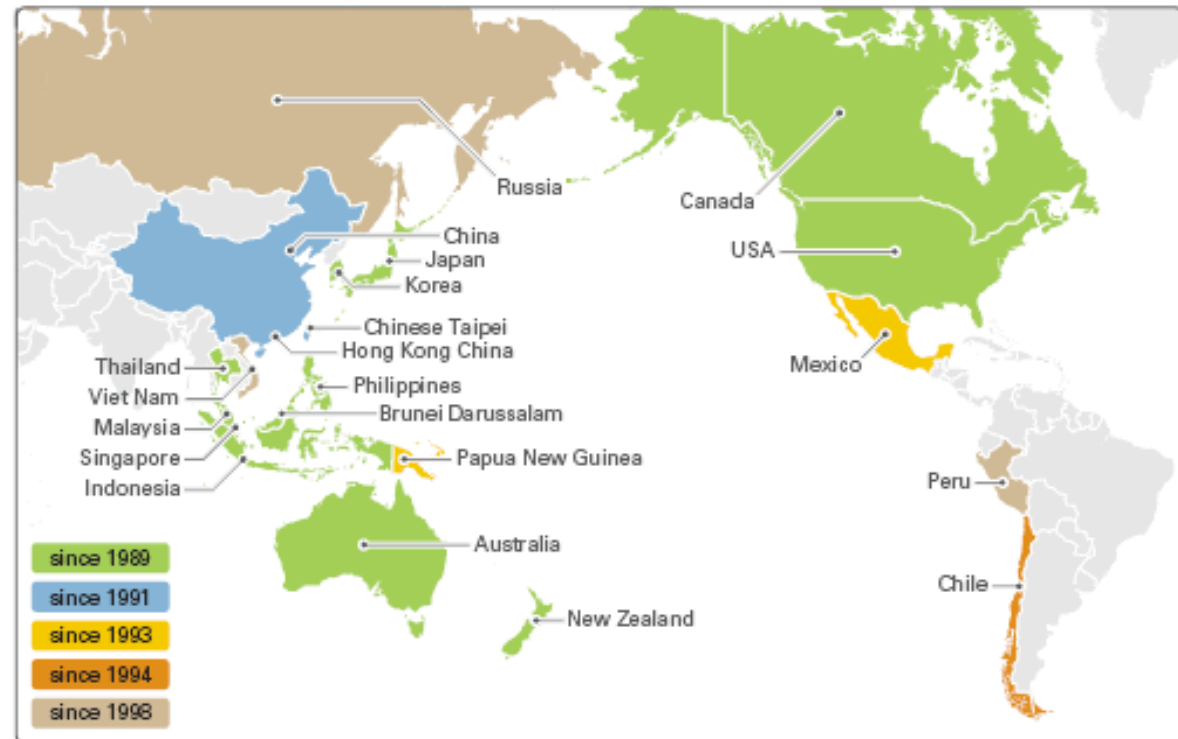 Russia
Canada
China
USA
Japan
Korea
Chinese Taipei
Hong Kong China
Thailand
Mexico
Philippines
Viet Nam
Brunei Darussalam
Malaysia
Singapore
Papua New Guinea
Peru
Indonesia
Australia
since 1989
Chile
since 1991
New Zealand
since 1993
since 1994
since 1998